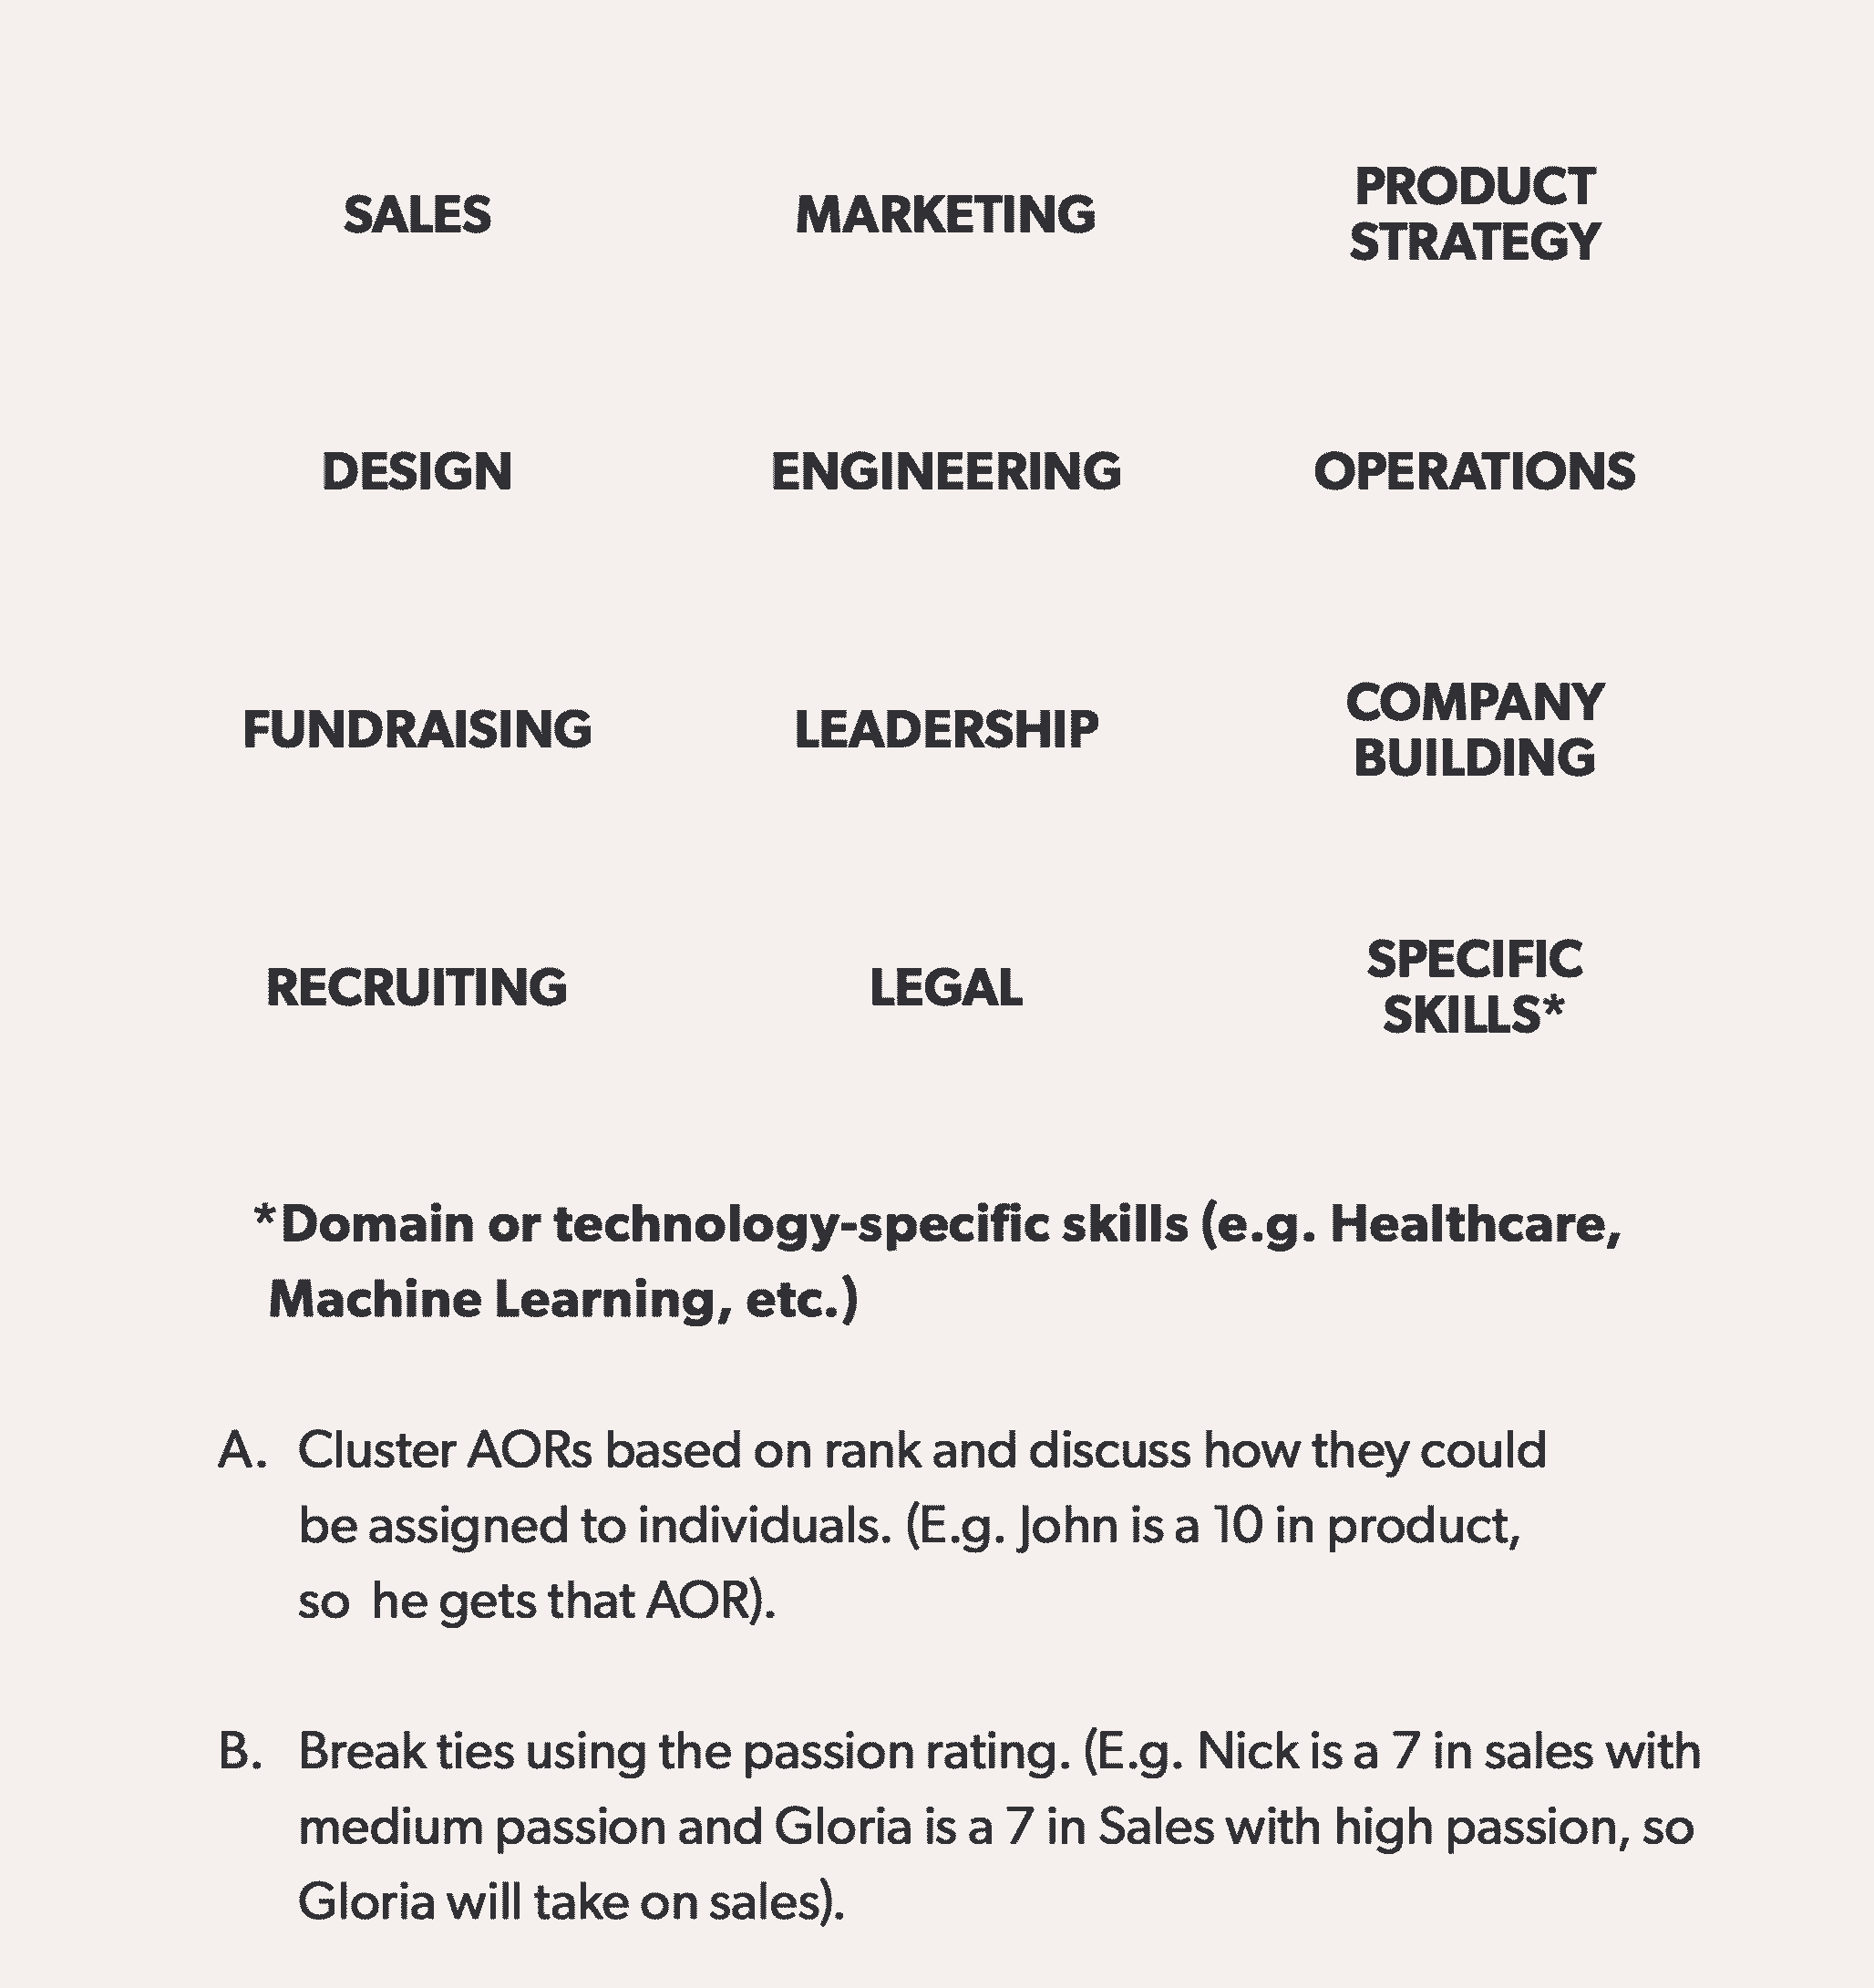 SALES
MARKETING
PRODUCT
STRATEGY
DESIGN
ENGINEERING
OPERATIONS
FUNDRAISING
LEADERSHIP
COMPANY
BUILDING
RECRUITING
LEGAL
SPECIFIC
SKILLS*
*Domain or technology-specific skills (e.g. Healthcare,
Machine Learning, etc.)
A. Cluster AORs based on rank and discuss how they could
be assigned to individuals. (E.g. John is a 10 in product,
so he gets that AOR).
B. Break ties using the passion rating. (E.g. Nick is a 7 in sales with
medium passion and Gloria is a 7 in Sales with high passion, so
Gloria will take on sales).